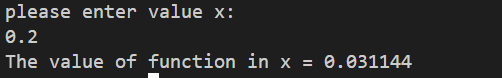 please enter value x:
0.2
The value of function in x = 0.031144